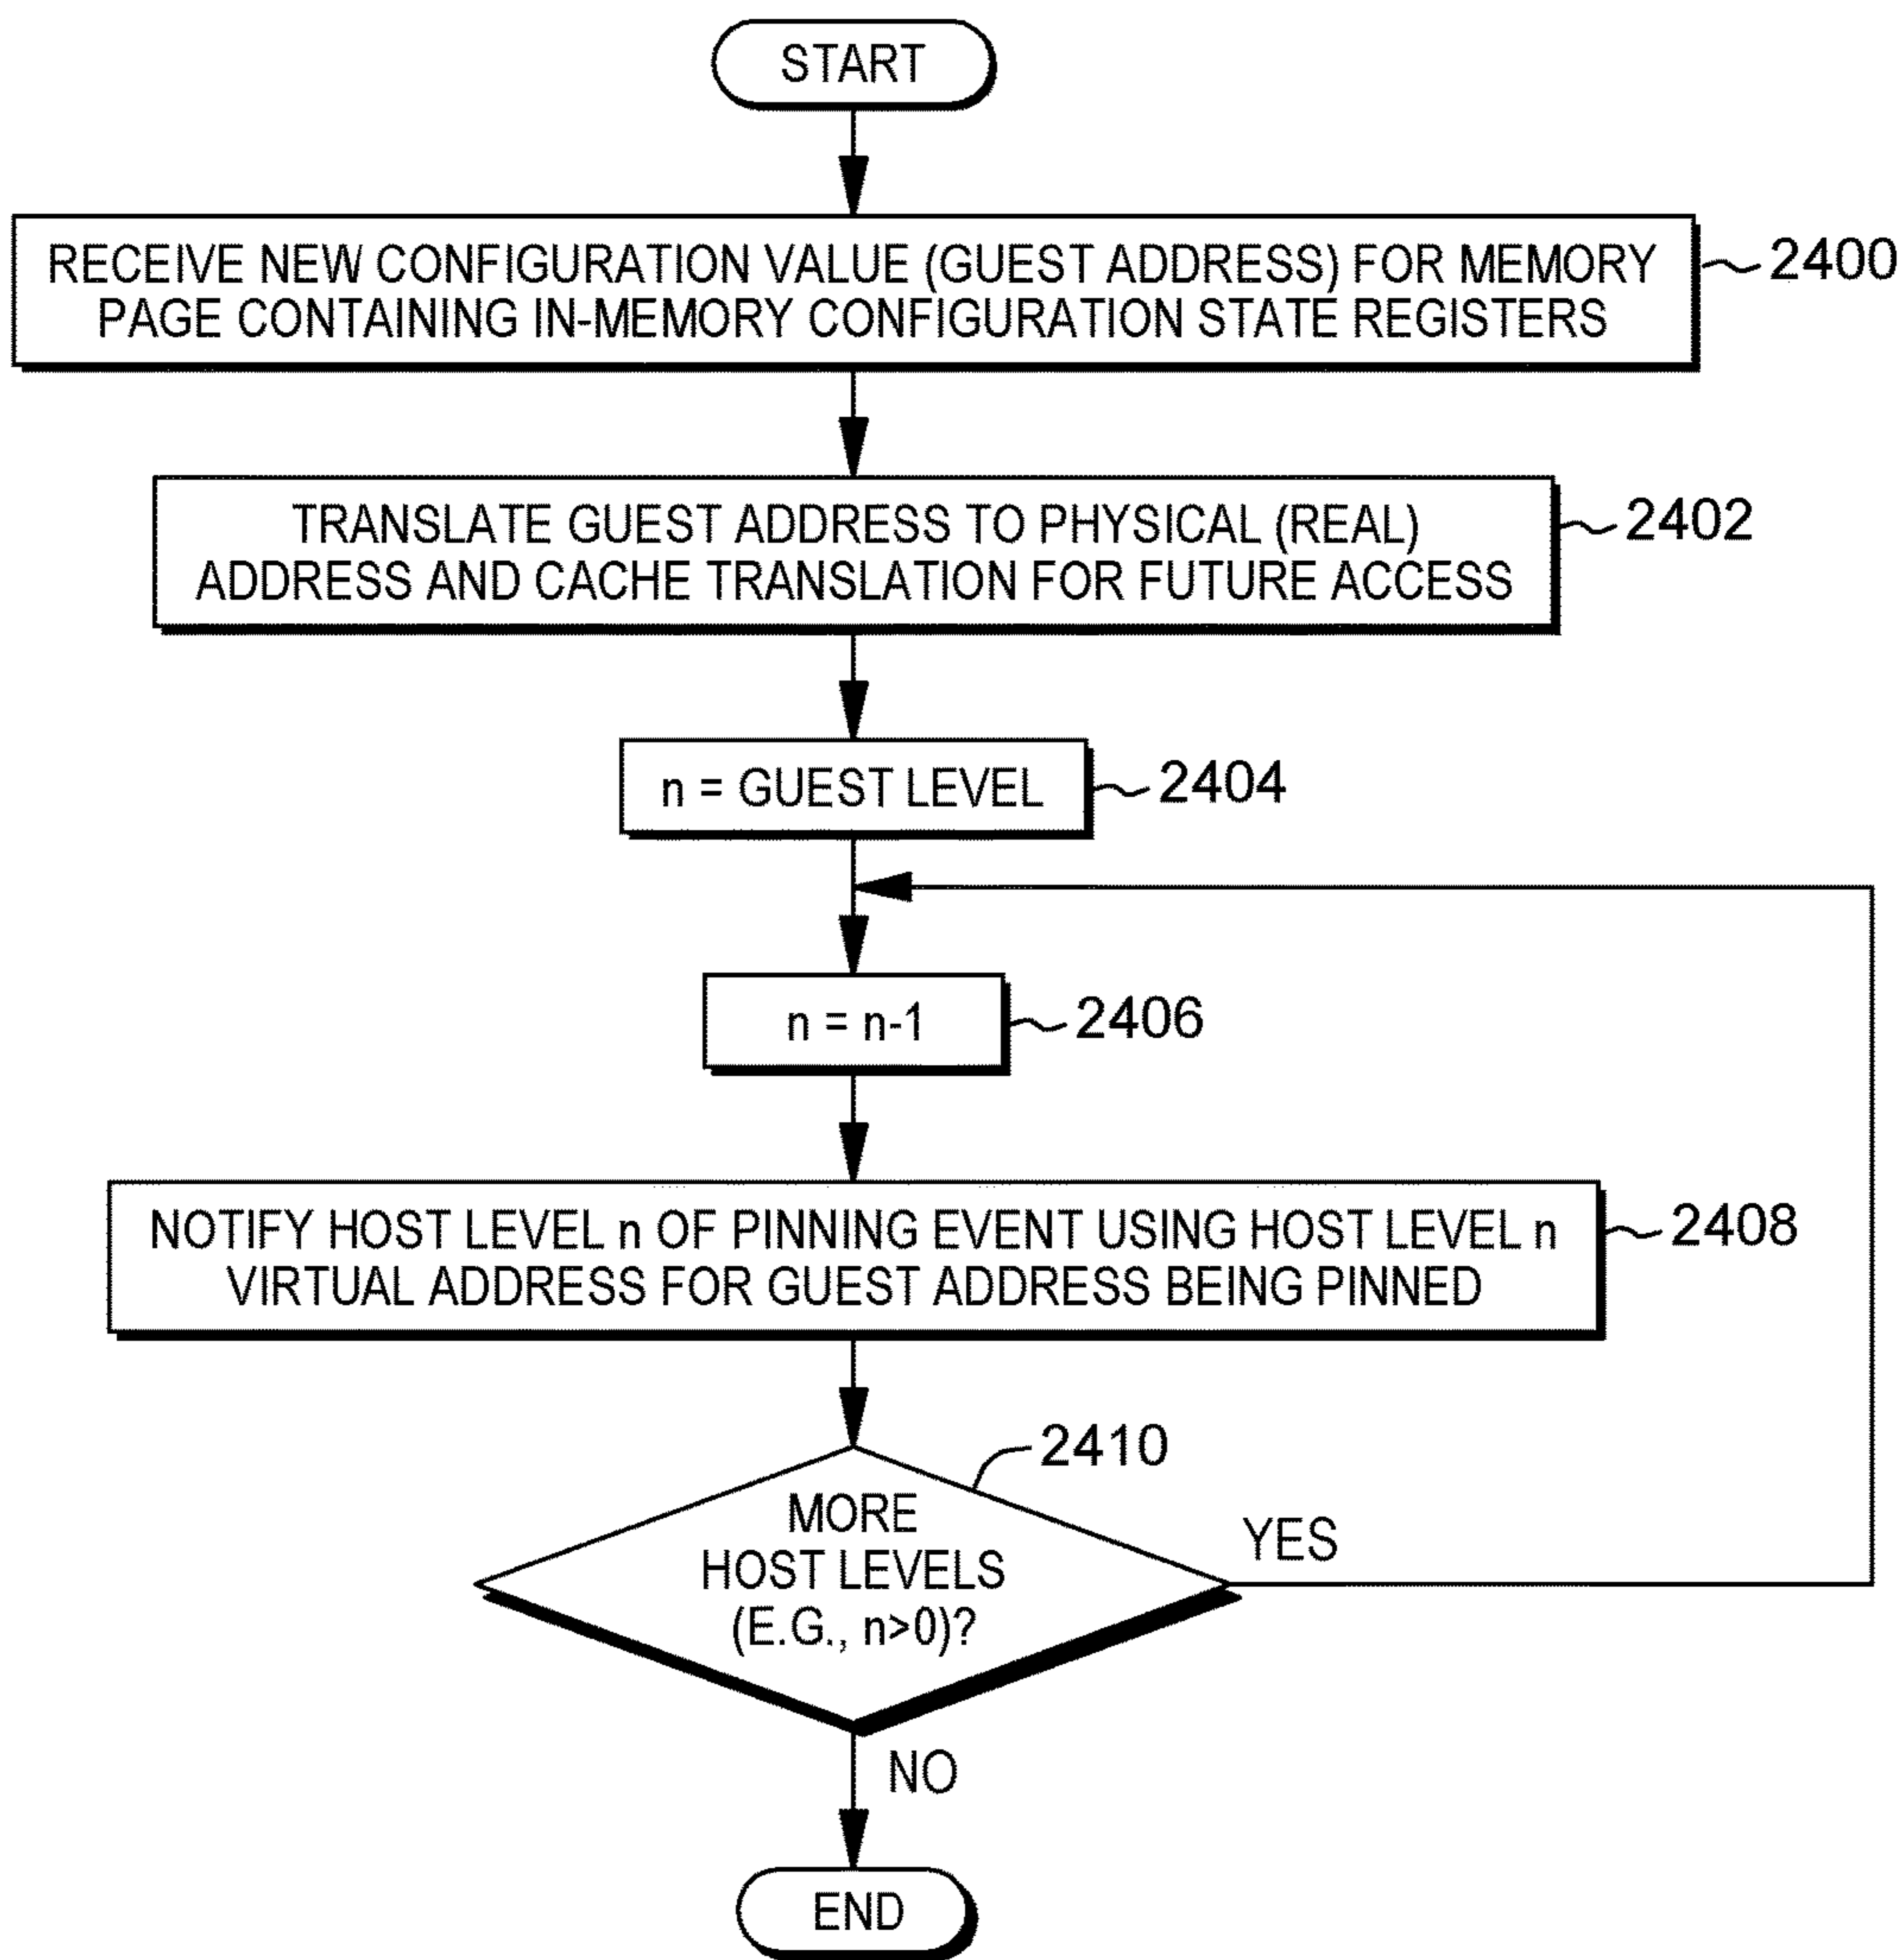 START
RECEIVE NEW CONFIGURATION VALUE (GUEST ADDRESS) FOR MEMORY
PAGE CONTAINING IN-MEMORY CONFIGURATION STATE REGISTERS
2400
TRANSLATE GUEST ADDRESS TO PHYSICAL (REAL)
ADDRESS AND CACHE TRANSLATION FOR FUTURE ACCESS
2402
n = GUEST LEVEL
2404
n = n-1
2406
NOTIFY HOST LEVEL n OF PINNING EVENT USING HOST LEVEL n
VIRTUAL ADDRESS FOR GUEST ADDRESS BEING PINNED
2408
2410
MORE
HOST LEVELS
(E.G., n>0)?
YES
NO
END